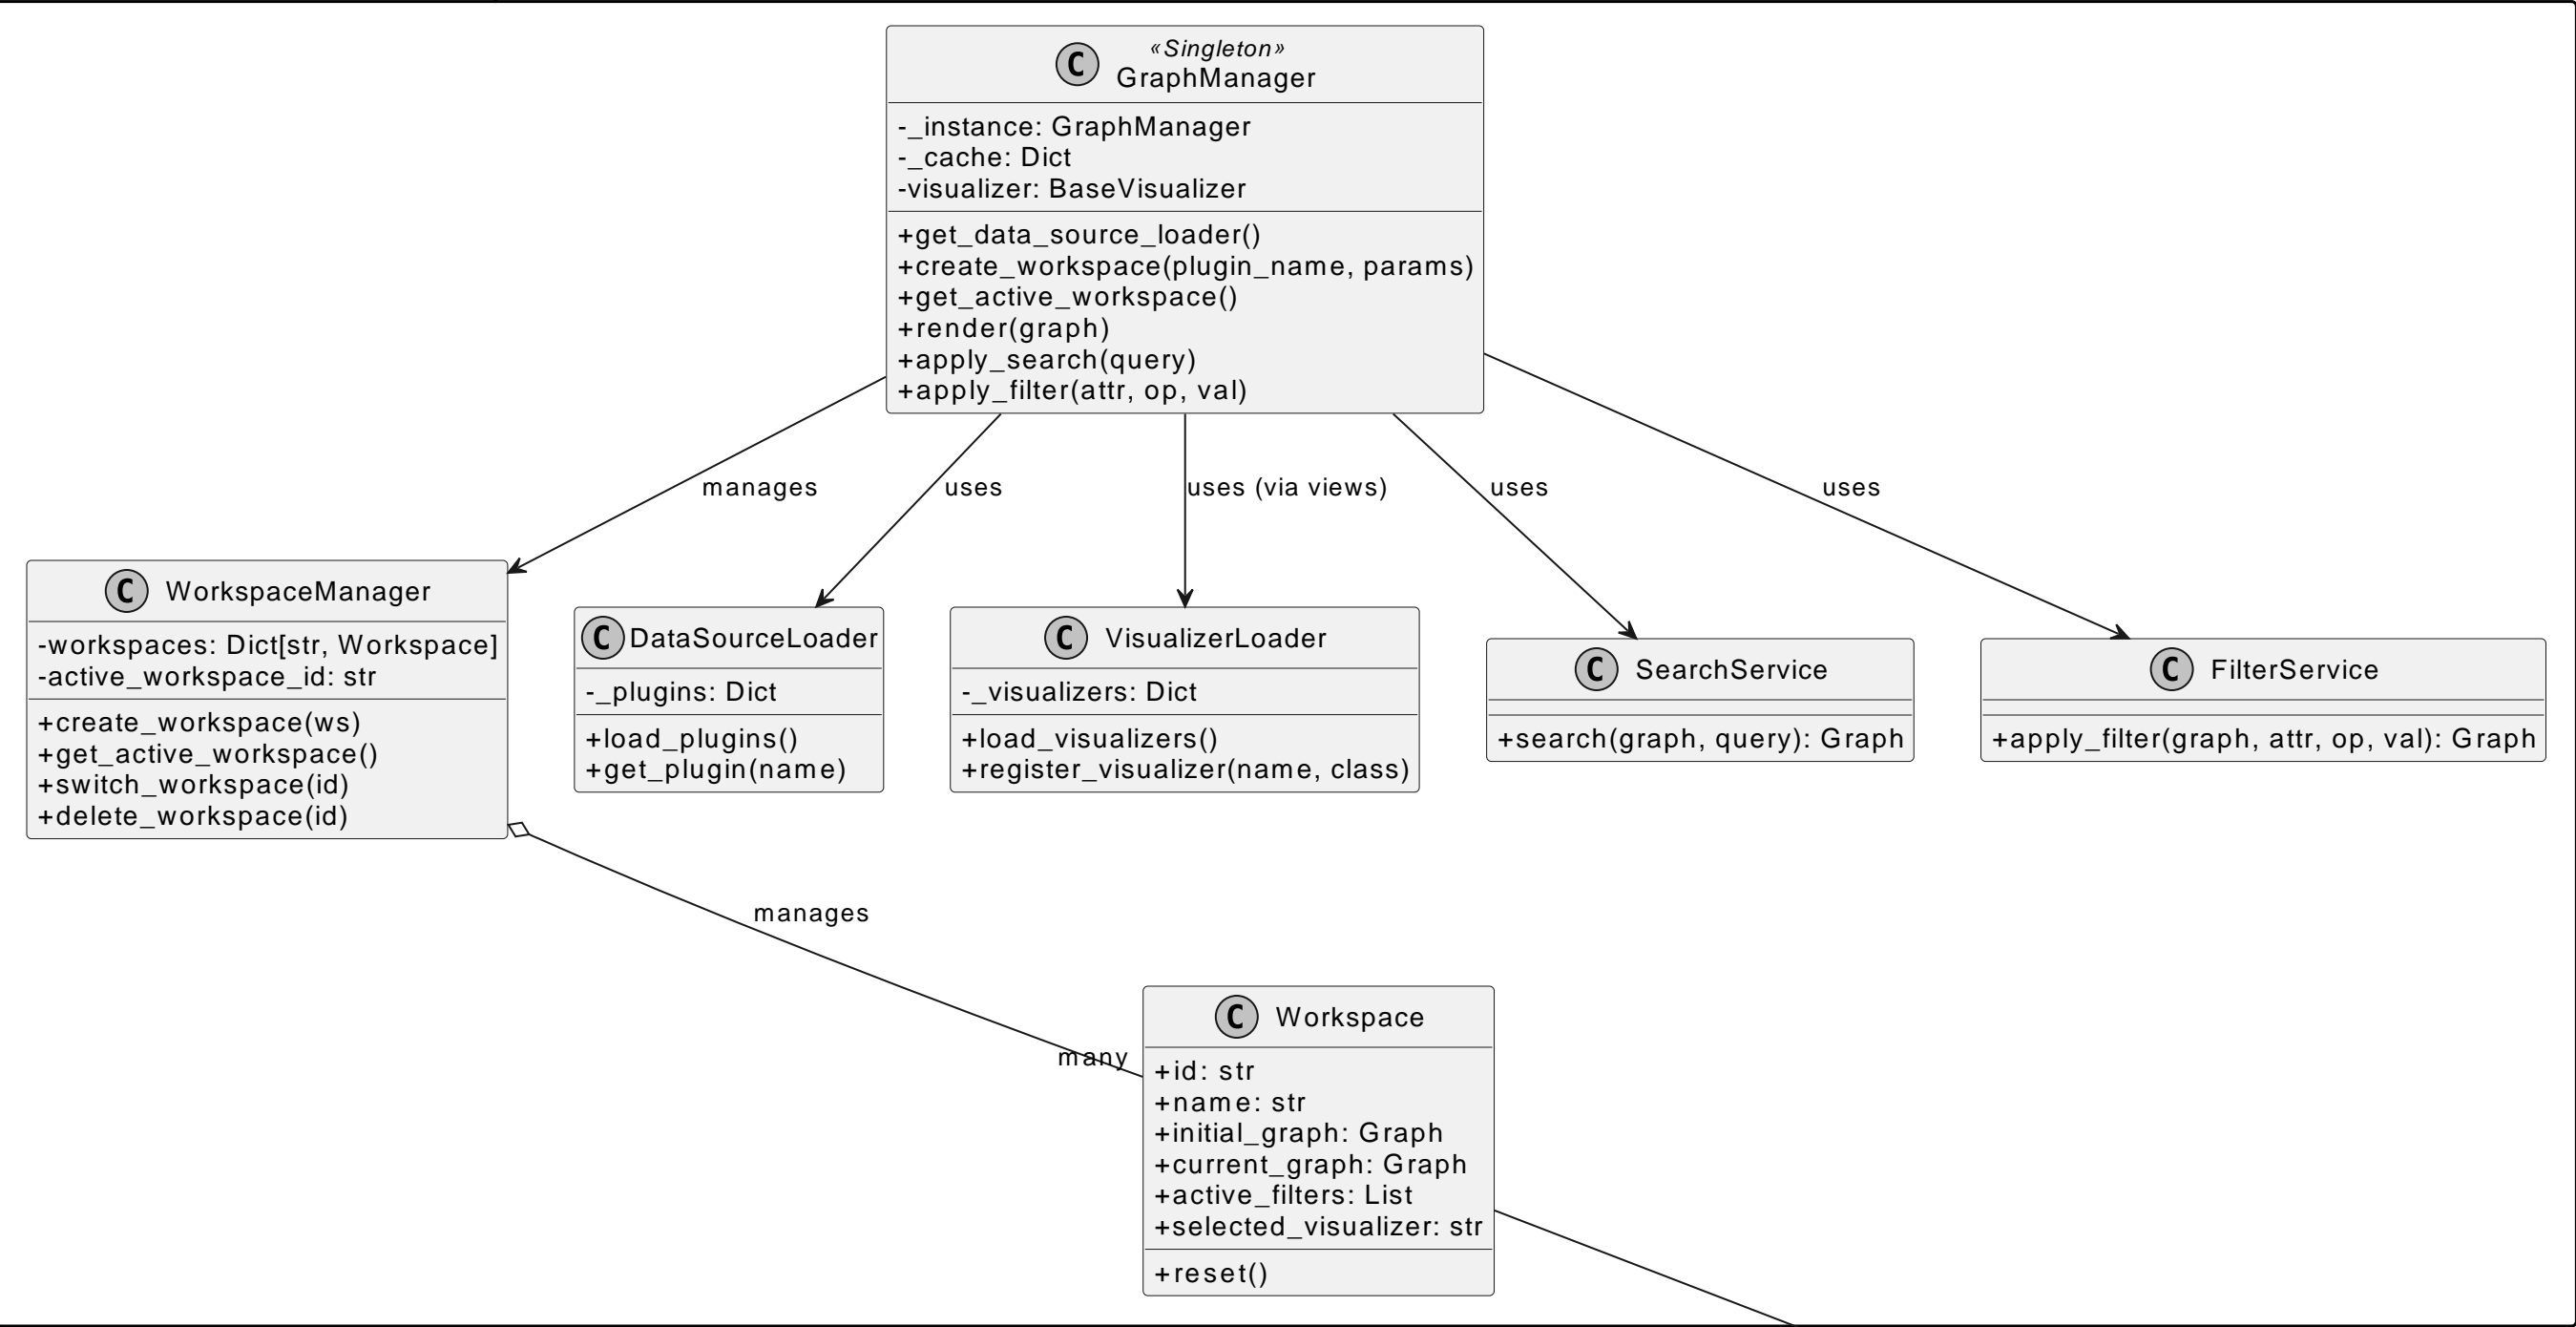 «Singleton»
C GraphManager
-_instance: GraphManager
-_cache: Dict
-visualizer: BaseVisualizer
+get_data_source_loader()
+create_workspace(plugin_name, params)
+get_active_workspace()
+render(graph)
+apply_search(query)
+apply_filter(attr, op, val)
manages
uses
uses (via views)
uses
uses
C WorkspaceManager
-workspaces: Dict[str, Workspace]
-active_workspace_id: str
+create_workspace(ws)
+get_active_workspace()
+switch_workspace(id)
+delete_workspace(id)
C DataSourceLoader
-_plugins: Dict
+load_plugins()
+get_plugin(name)
C VisualizerLoader
-_visualizers: Dict
+load_visualizers()
+register_visualizer(name, class)
C SearchService
+search(graph, query): Graph
C FilterService
+apply_filter(graph, attr, op, val): Graph
manages
many
C Workspace
+id: str
+name: str
+initial_graph: Graph
+current_graph: Graph
+active_filters: List
+selected_visualizer: str
+reset()